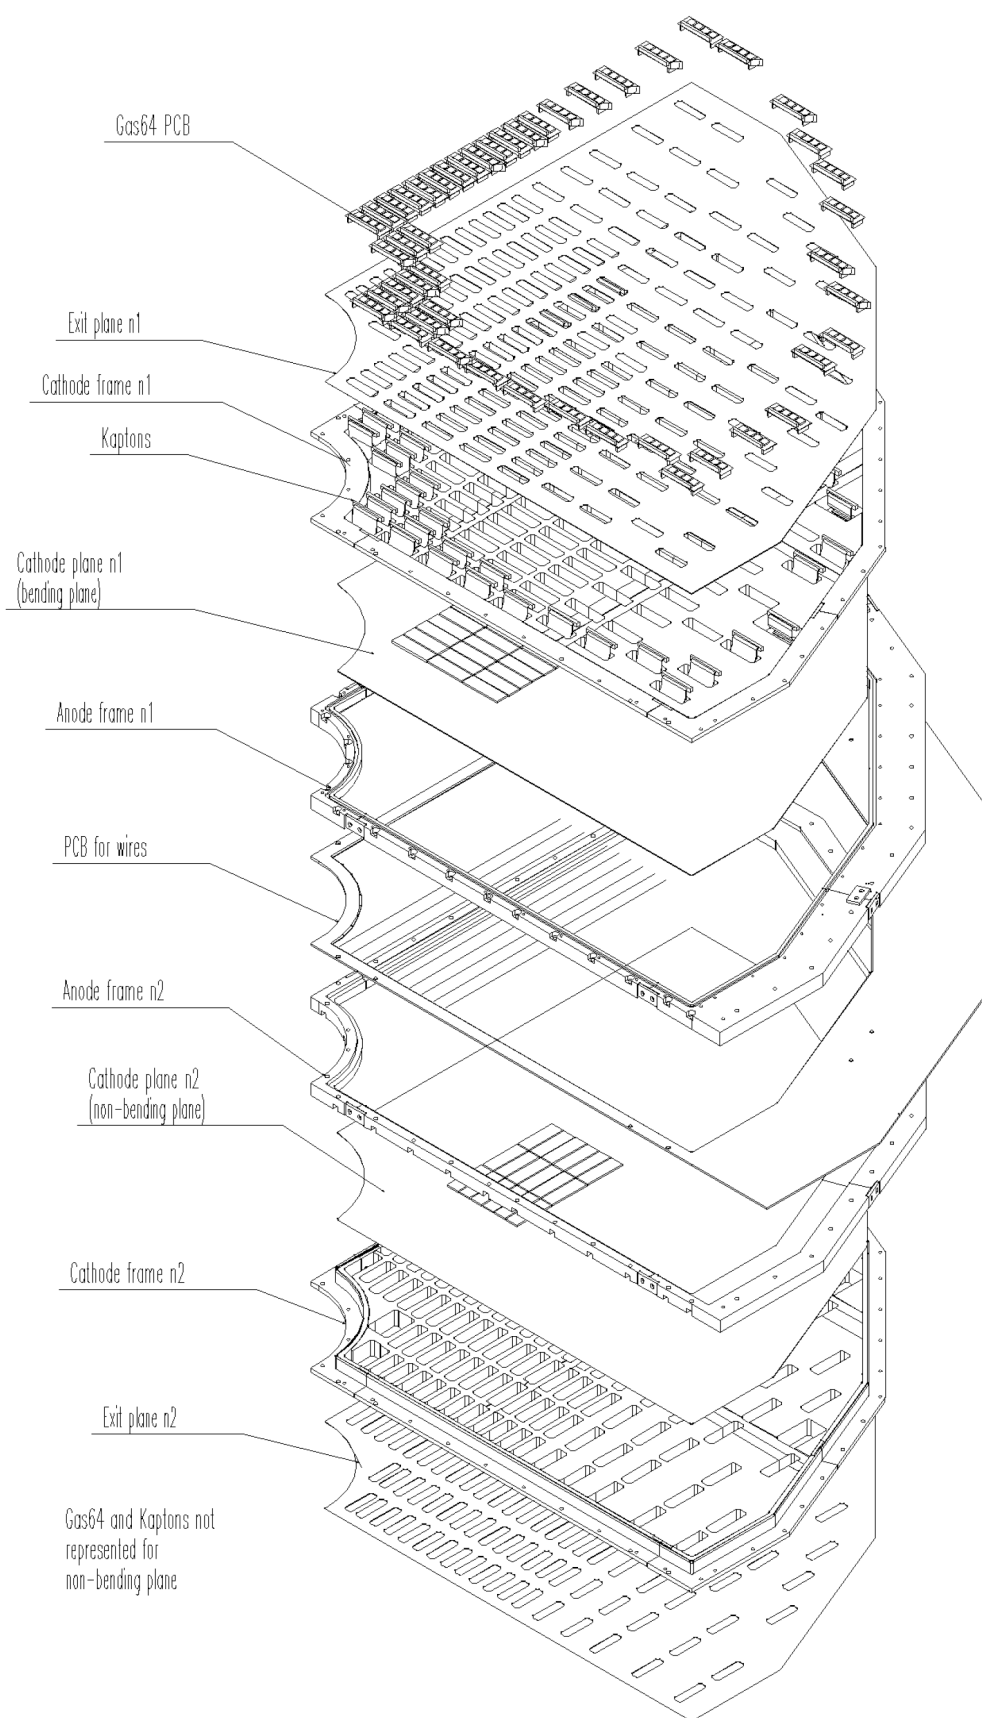 Gas64 PCB
Exit plane n1
Cathode frame n1
Kaptons
Cathode plane n1
(bending plane)
Anode frame n1
PCB for wires
Anode frame n2
Cathode plane n2
(non-bending plane)
Cathode frame n2
Exit plane n2
Gas64 and Kaptons not
represented for
non-bending plane